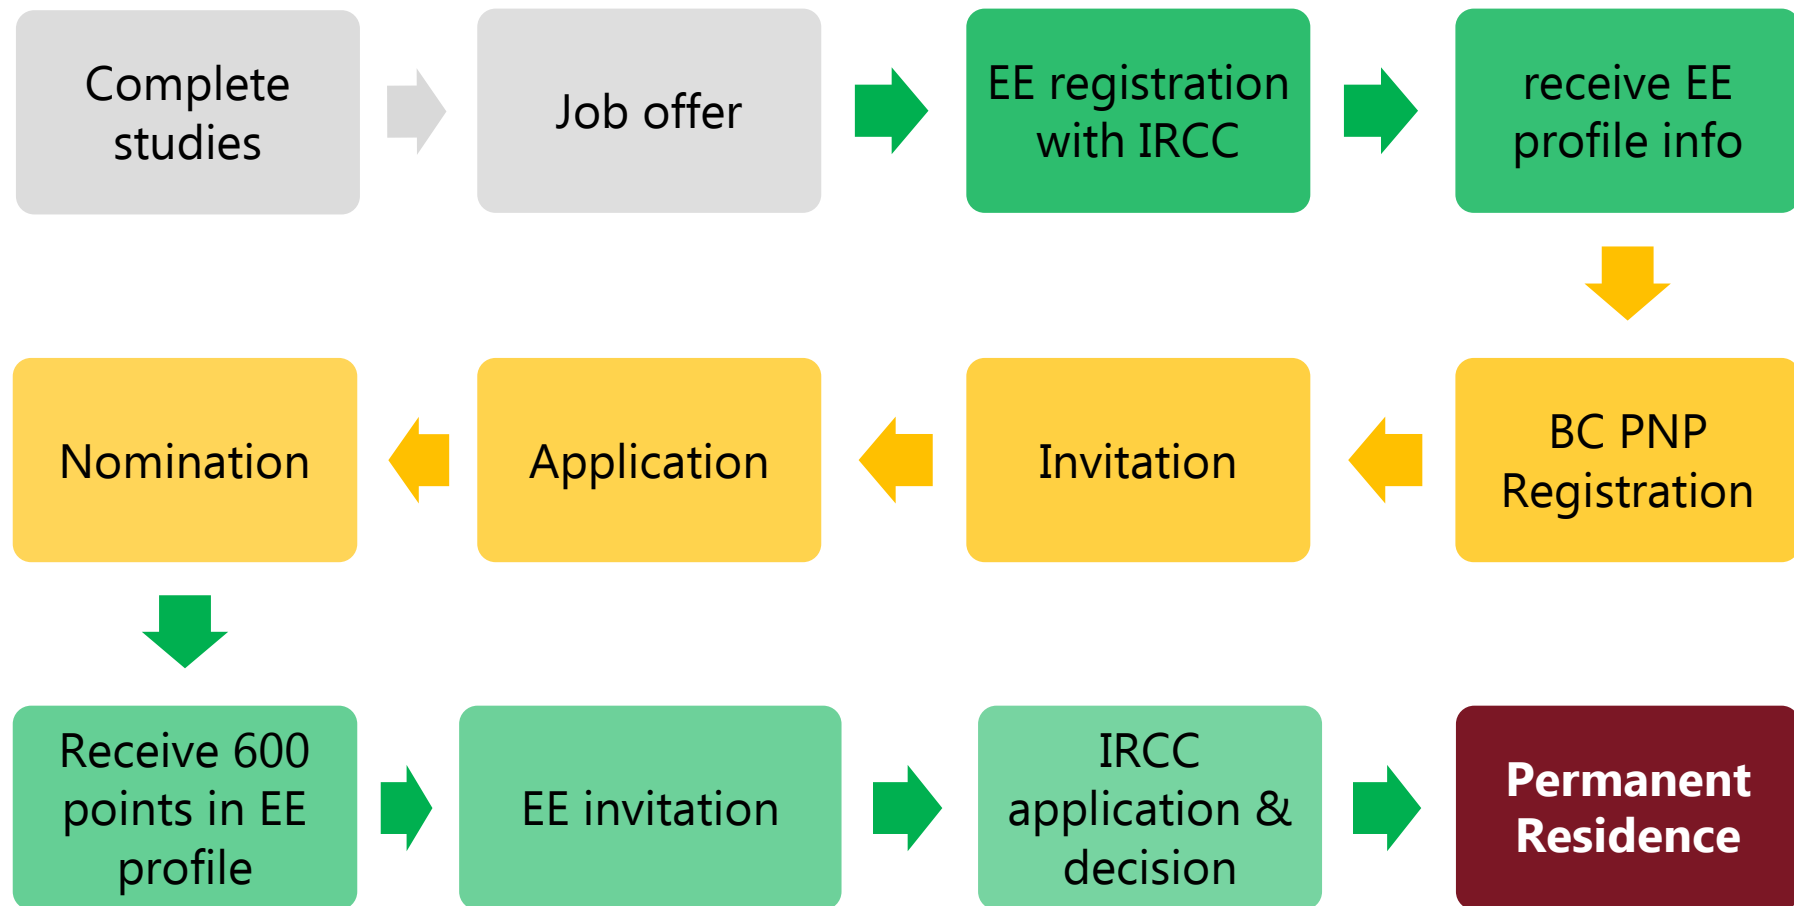 Complete
studies
Job offer
EE registration
with IRCC
receive EE
profile info
BC PNP
Registration
Invitation
Application
Nomination
Receive 600
points in EE
profile
EE invitation
IRCC
application &
decision
Permanent
Residence